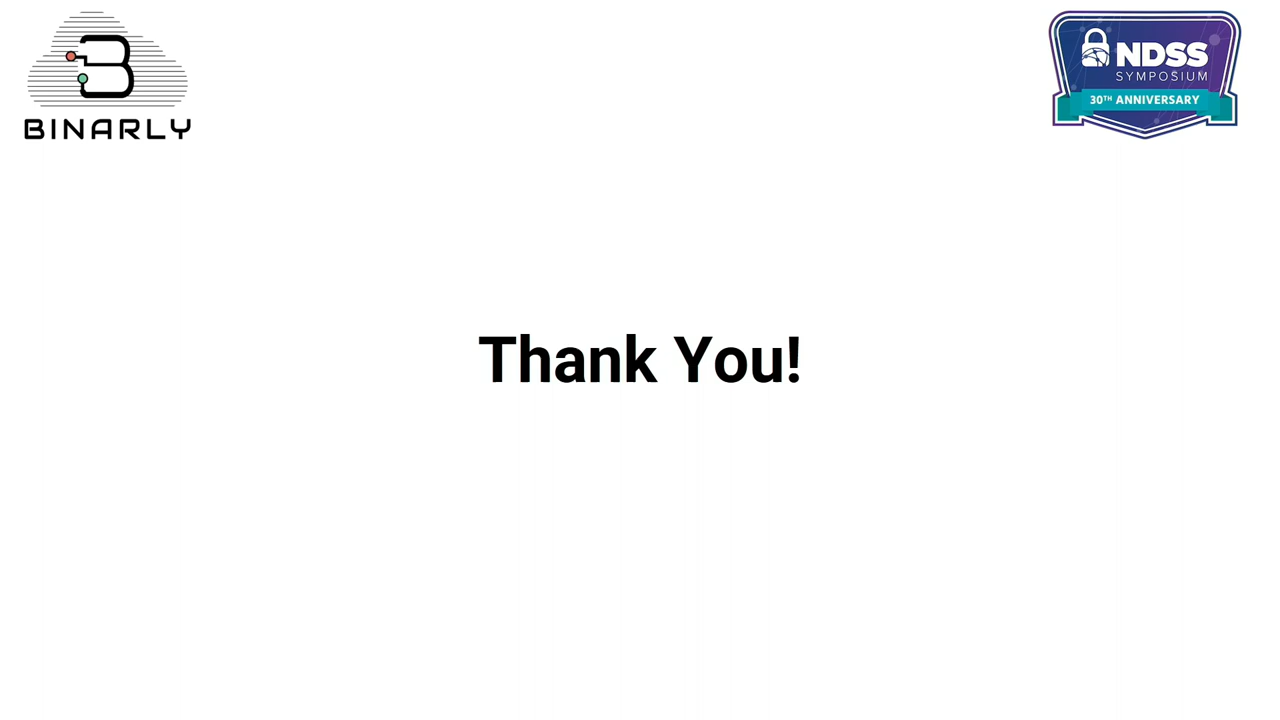 BINARLY
NDSS
SYMPOSIUM
30TH ANNIVERSARY
Thank You!